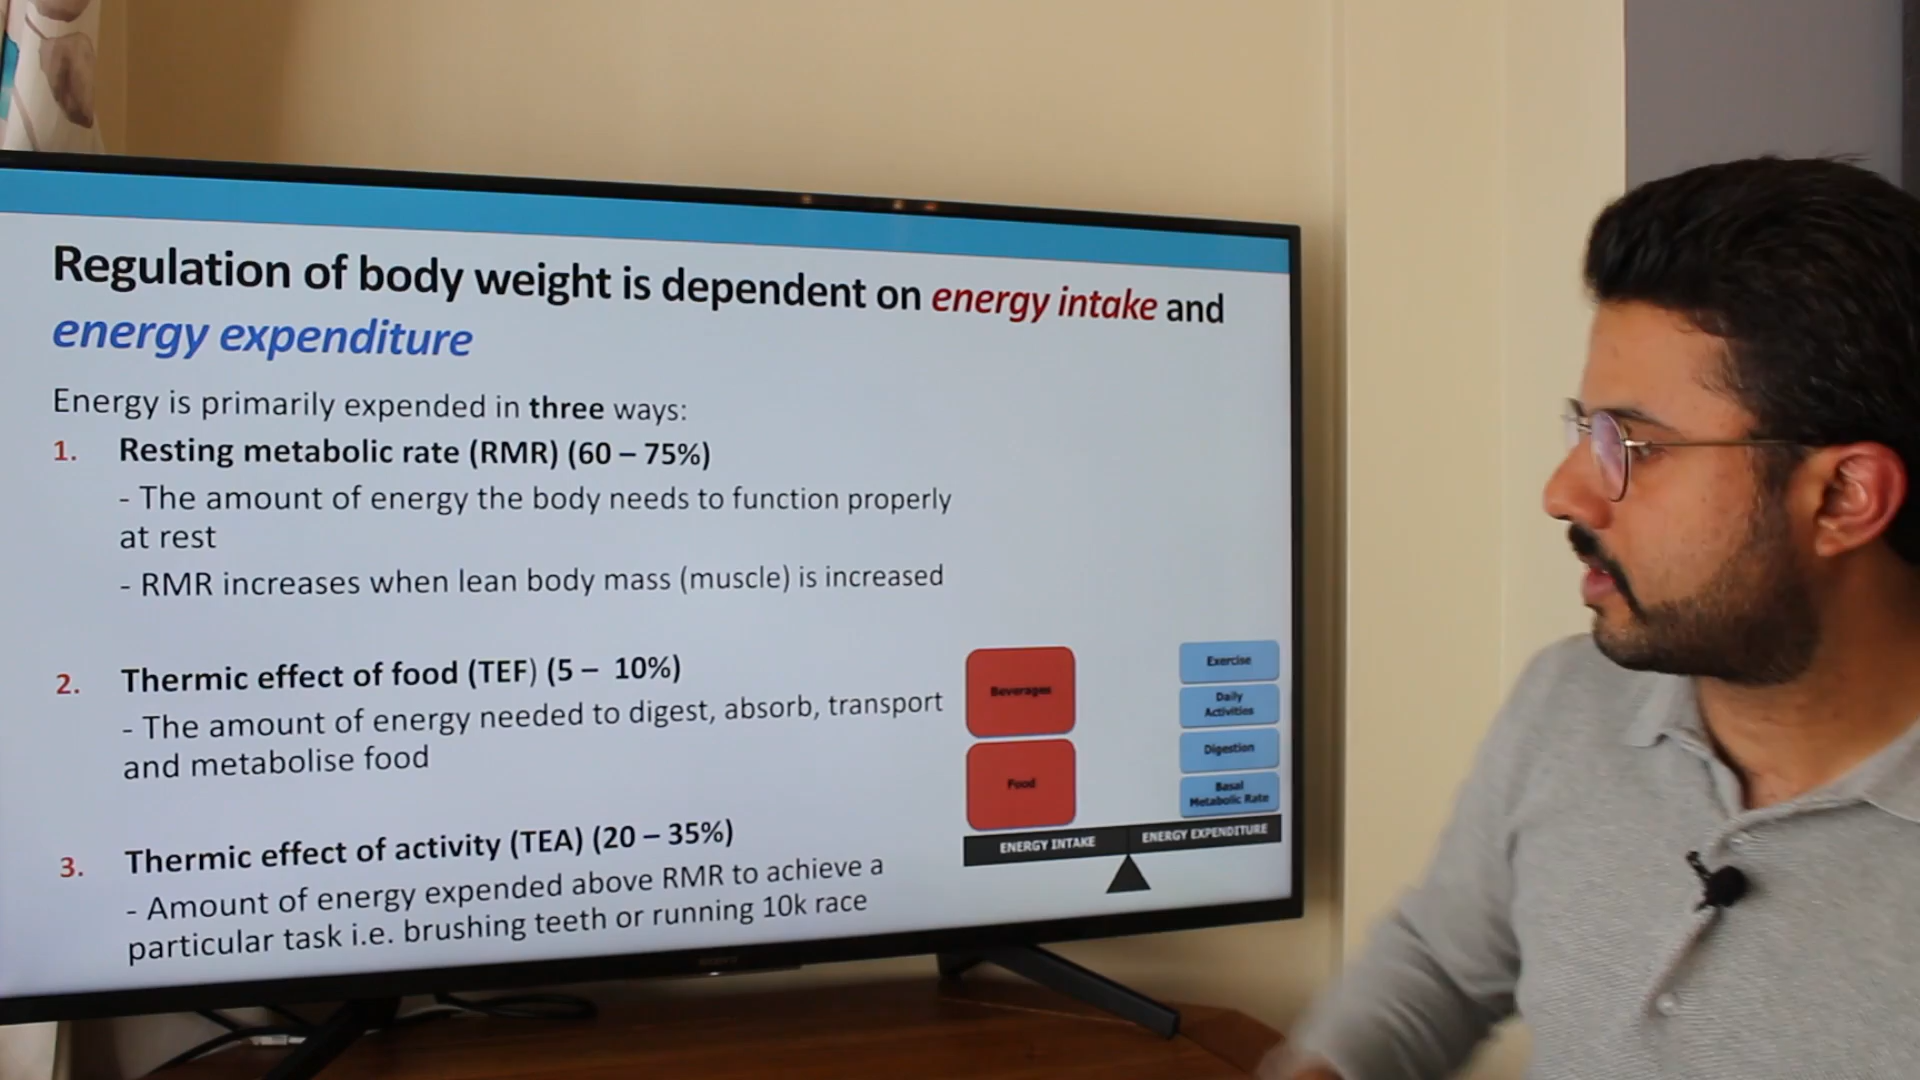 Regulation of body weight is dependent on energy intake and
energy expenditure
Energy is primarily expended in three ways:
1. Resting metabolic rate (RMR) (60 – 75%)
- The amount of energy the body needs to function properly
at rest
- RMR increases when lean body mass (muscle) is increased
2. Thermic effect of food (TEF) (5 – 10%)
- The amount of energy needed to digest, absorb, transport
and metabolise food
3. Thermic effect of activity (TEA) (20 – 35%)
- Amount of energy expended above RMR to achieve a
particular task i.e. brushing teeth or running 10k race
Beverages
Food
ENERGY INTAKE
Exercise
Daily
Activities
Digestion
Basal
Metabolic Rate
ENERGY EXPENDITURE
SONY